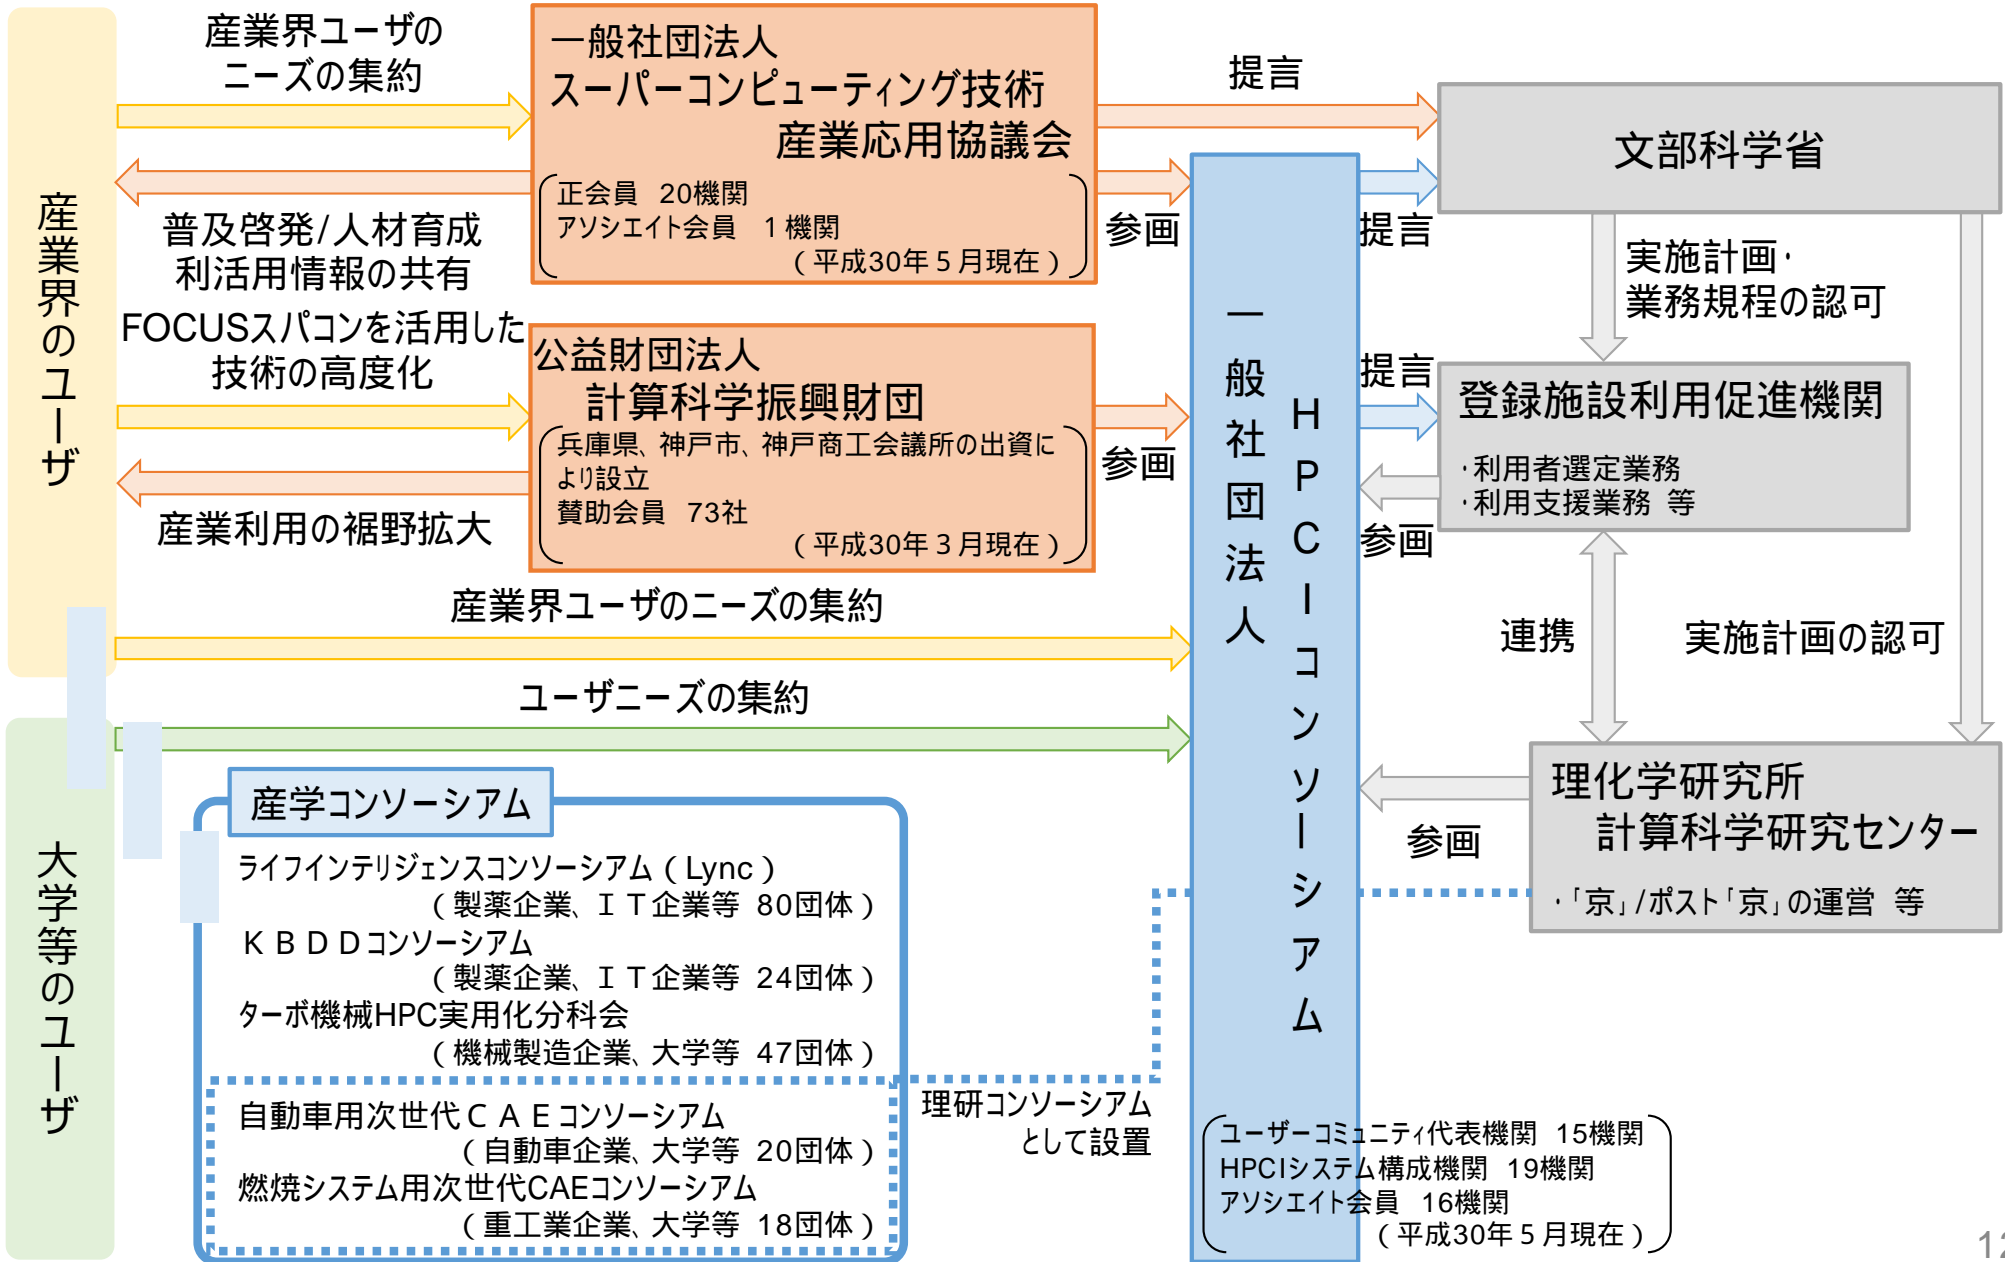 産業界のユーザ
産業界ユーザの
ニーズの集約
普及啓発/人材育成
利活用情報の共有
FOCUSスパコンを活用した
技術の高度化
産業利用の裾野拡大
一般社団法人
スーパーコンピューティング技術
産業応用協議会
正会員 20機関
アソシエイト会員 1機関
(平成30年5月現在)
公益財団法人
計算科学振興財団
兵庫県、神戸市、神戸商工会議所の出資に
より設立
賛助会員 73社
(平成30年3月現在)
提言
参画
参画
提言
提言
参画
参画
文部科学省
実施計画・
業務規程の認可
登録施設利用促進機関
・利用者選定業務
・利用支援業務 等
連携
実施計画の認可
理化学研究所
計算科学研究センター
・「京」/ポスト「京」の運営 等
産業界ユーザのニーズの集約
ユーザニーズの集約
一般社団法人
HPCIコンソーシアム
ユーザーコミュニティ代表機関 15機関
HPCIシステム構成機関 19機関
アソシエイト会員 16機関
(平成30年5月現在)
大学等のユーザ
産学コンソーシアム
ライフインテリジェンスコンソーシアム(Lync)
(製薬企業、IT企業等 80団体)
KBDDコンソーシアム
(製薬企業、IT企業等 24団体)
ターボ機械HPC実用化分科会
(機械製造企業、大学等 47団体)
自動車用次世代CAEコンソーシアム
(自動車企業、大学等 20団体)
燃焼システム用次世代CAEコンソーシアム
(重工業企業、大学等 18団体)
理研コンソーシアム
として設置